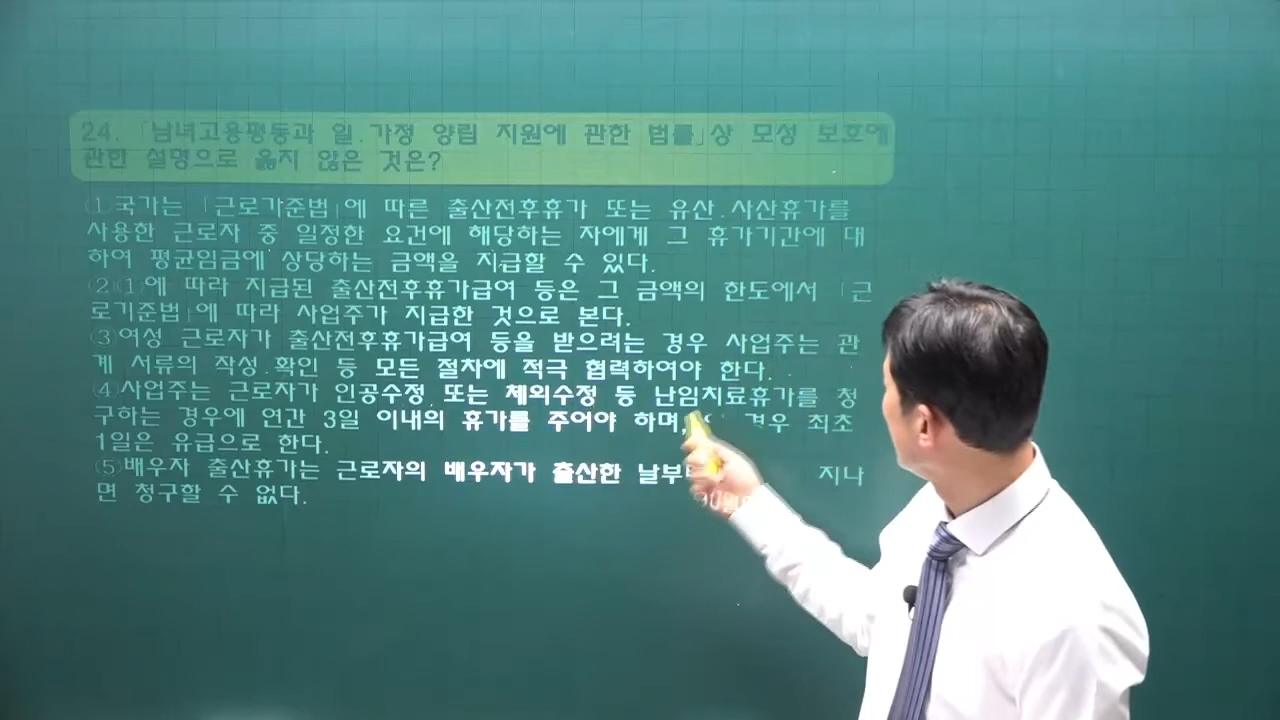 24. 「남녀고용평등과 일.가정 양립 지원에 관한 법률」상 모성 보호에
관한 설명으로 옳지 않은 것은?
(1)국가는 「근로가준법」에 따른 출산전후휴가 또는 유산.사산휴가를
사용한 근로자 중 일정한 요건에 해당하는 자에게 그 휴가기간에 대
하여 평균임금에 상당하는 금액을 지급할 수 있다.
(2)(1)에 따라 지급된 출산전후휴가급여 등은 그 금액의 한도에서 「근
로기준법」에 따라 사업주가 지급한 것으로 본다.
(3)여성 근로자가 출산전후휴가급여 등을 받으려는 경우 사업주는 관
계 서류의 작성.확인 등 모든 절차에 적극 협력하여야 한다.
(4)사업주는 근로자가 인공수정 또는 체외수정 등 난임치료휴가를 청
구하는 경우에 연간 3일 이내의 휴가를 주어야 하며, 경우 최초
1일은 유급으로 한다.
(5)배우자 출산휴가는 근로자의 배우자가 출산한 날부 지나
면 청구할 수 없다.